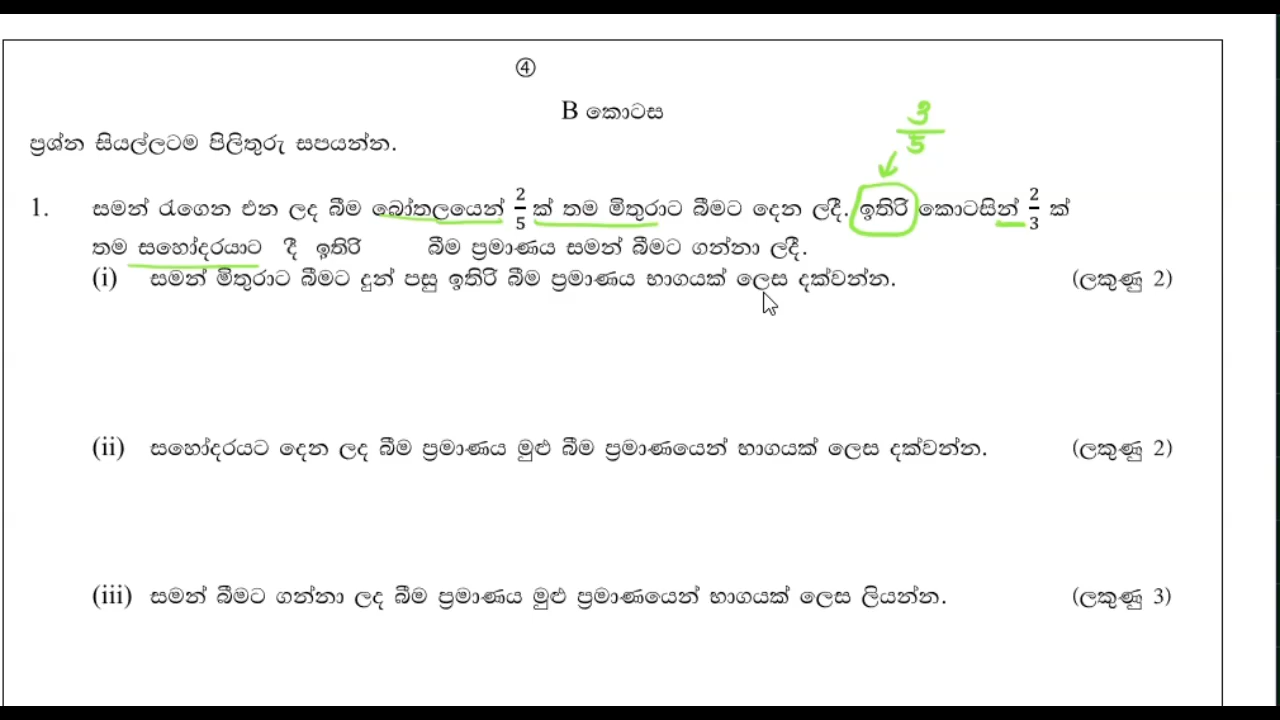 ④
B කොටස
3/5
ප්‍රශ්න සියල්ලටම පිලිතුරු සපයන්න.
1. සමන් රැගෙන එන ලද බීම බෝතලයෙන් 2/5 ක් තම මිතුරාට බීමට දෙන ලදී. ඉතිරි කොටසින් 2/3 ක්
තම සහෝදරයාට දී ඉතිරි බීම ප්‍රමාණය සමන් බීමට ගන්නා ලදී.
(i) සමන් මිතුරාට බීමට දුන් පසු ඉතිරි බීම ප්‍රමාණය භාගයක් ලෙස දක්වන්න. (ලකුණු 2)
(ii) සහෝදරයට දෙන ලද බීම ප්‍රමාණය මුළු බීම ප්‍රමාණයෙන් භාගයක් ලෙස දක්වන්න. (ලකුණු 2)
(iii) සමන් බීමට ගන්නා ලද බීම ප්‍රමාණය මුළු ප්‍රමාණයෙන් භාගයක් ලෙස ලියන්න. (ලකුණු 3)